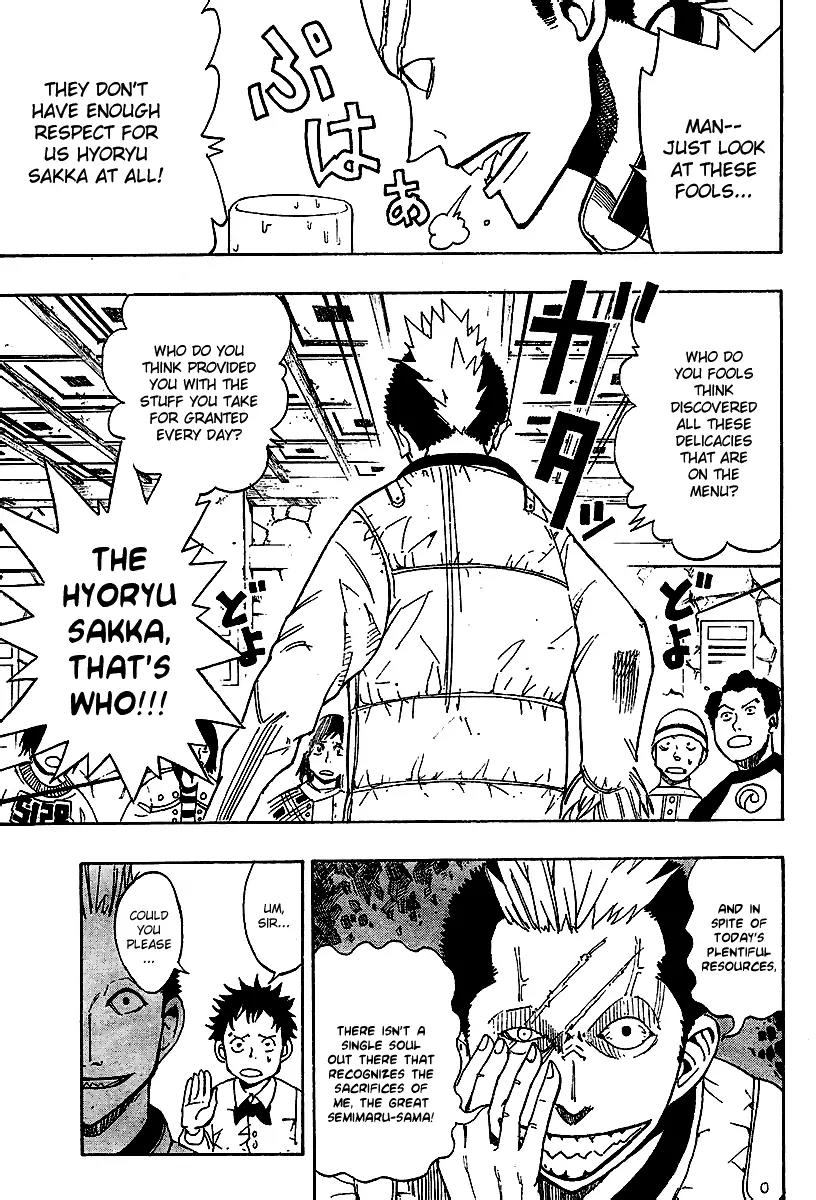 MAN--
JUST LOOK
AT THESE
FOOLS...
ぷ
は
あ
THEY DON'T
HAVE ENOUGH
RESPECT FOR
US HYORYU
SAKKA AT ALL!
WHO DO
YOU FOOLS
THINK
DISCOVERED
ALL THESE
DELICACIES
THAT ARE
ON THE
MENU?
ガタッ
WHO DO YOU
THINK PROVIDED
YOU WITH THE
STUFF YOU TAKE
FOR GRANTED
EVERY DAY?
THE
HYORYU
SAKKA,
THAT'S
WHO!!!
どよ
どよ
AND IN
SPITE OF
TODAY'S
PLENTIFUL
RESOURCES,
THERE ISN'T A
SINGLE SOUL
OUT THERE THAT
RECOGNIZES THE
SACRIFICES OF
ME, THE GREAT
SEMIMARU-SAMA!
UM,
SIR...
COULD
YOU
PLEASE
...